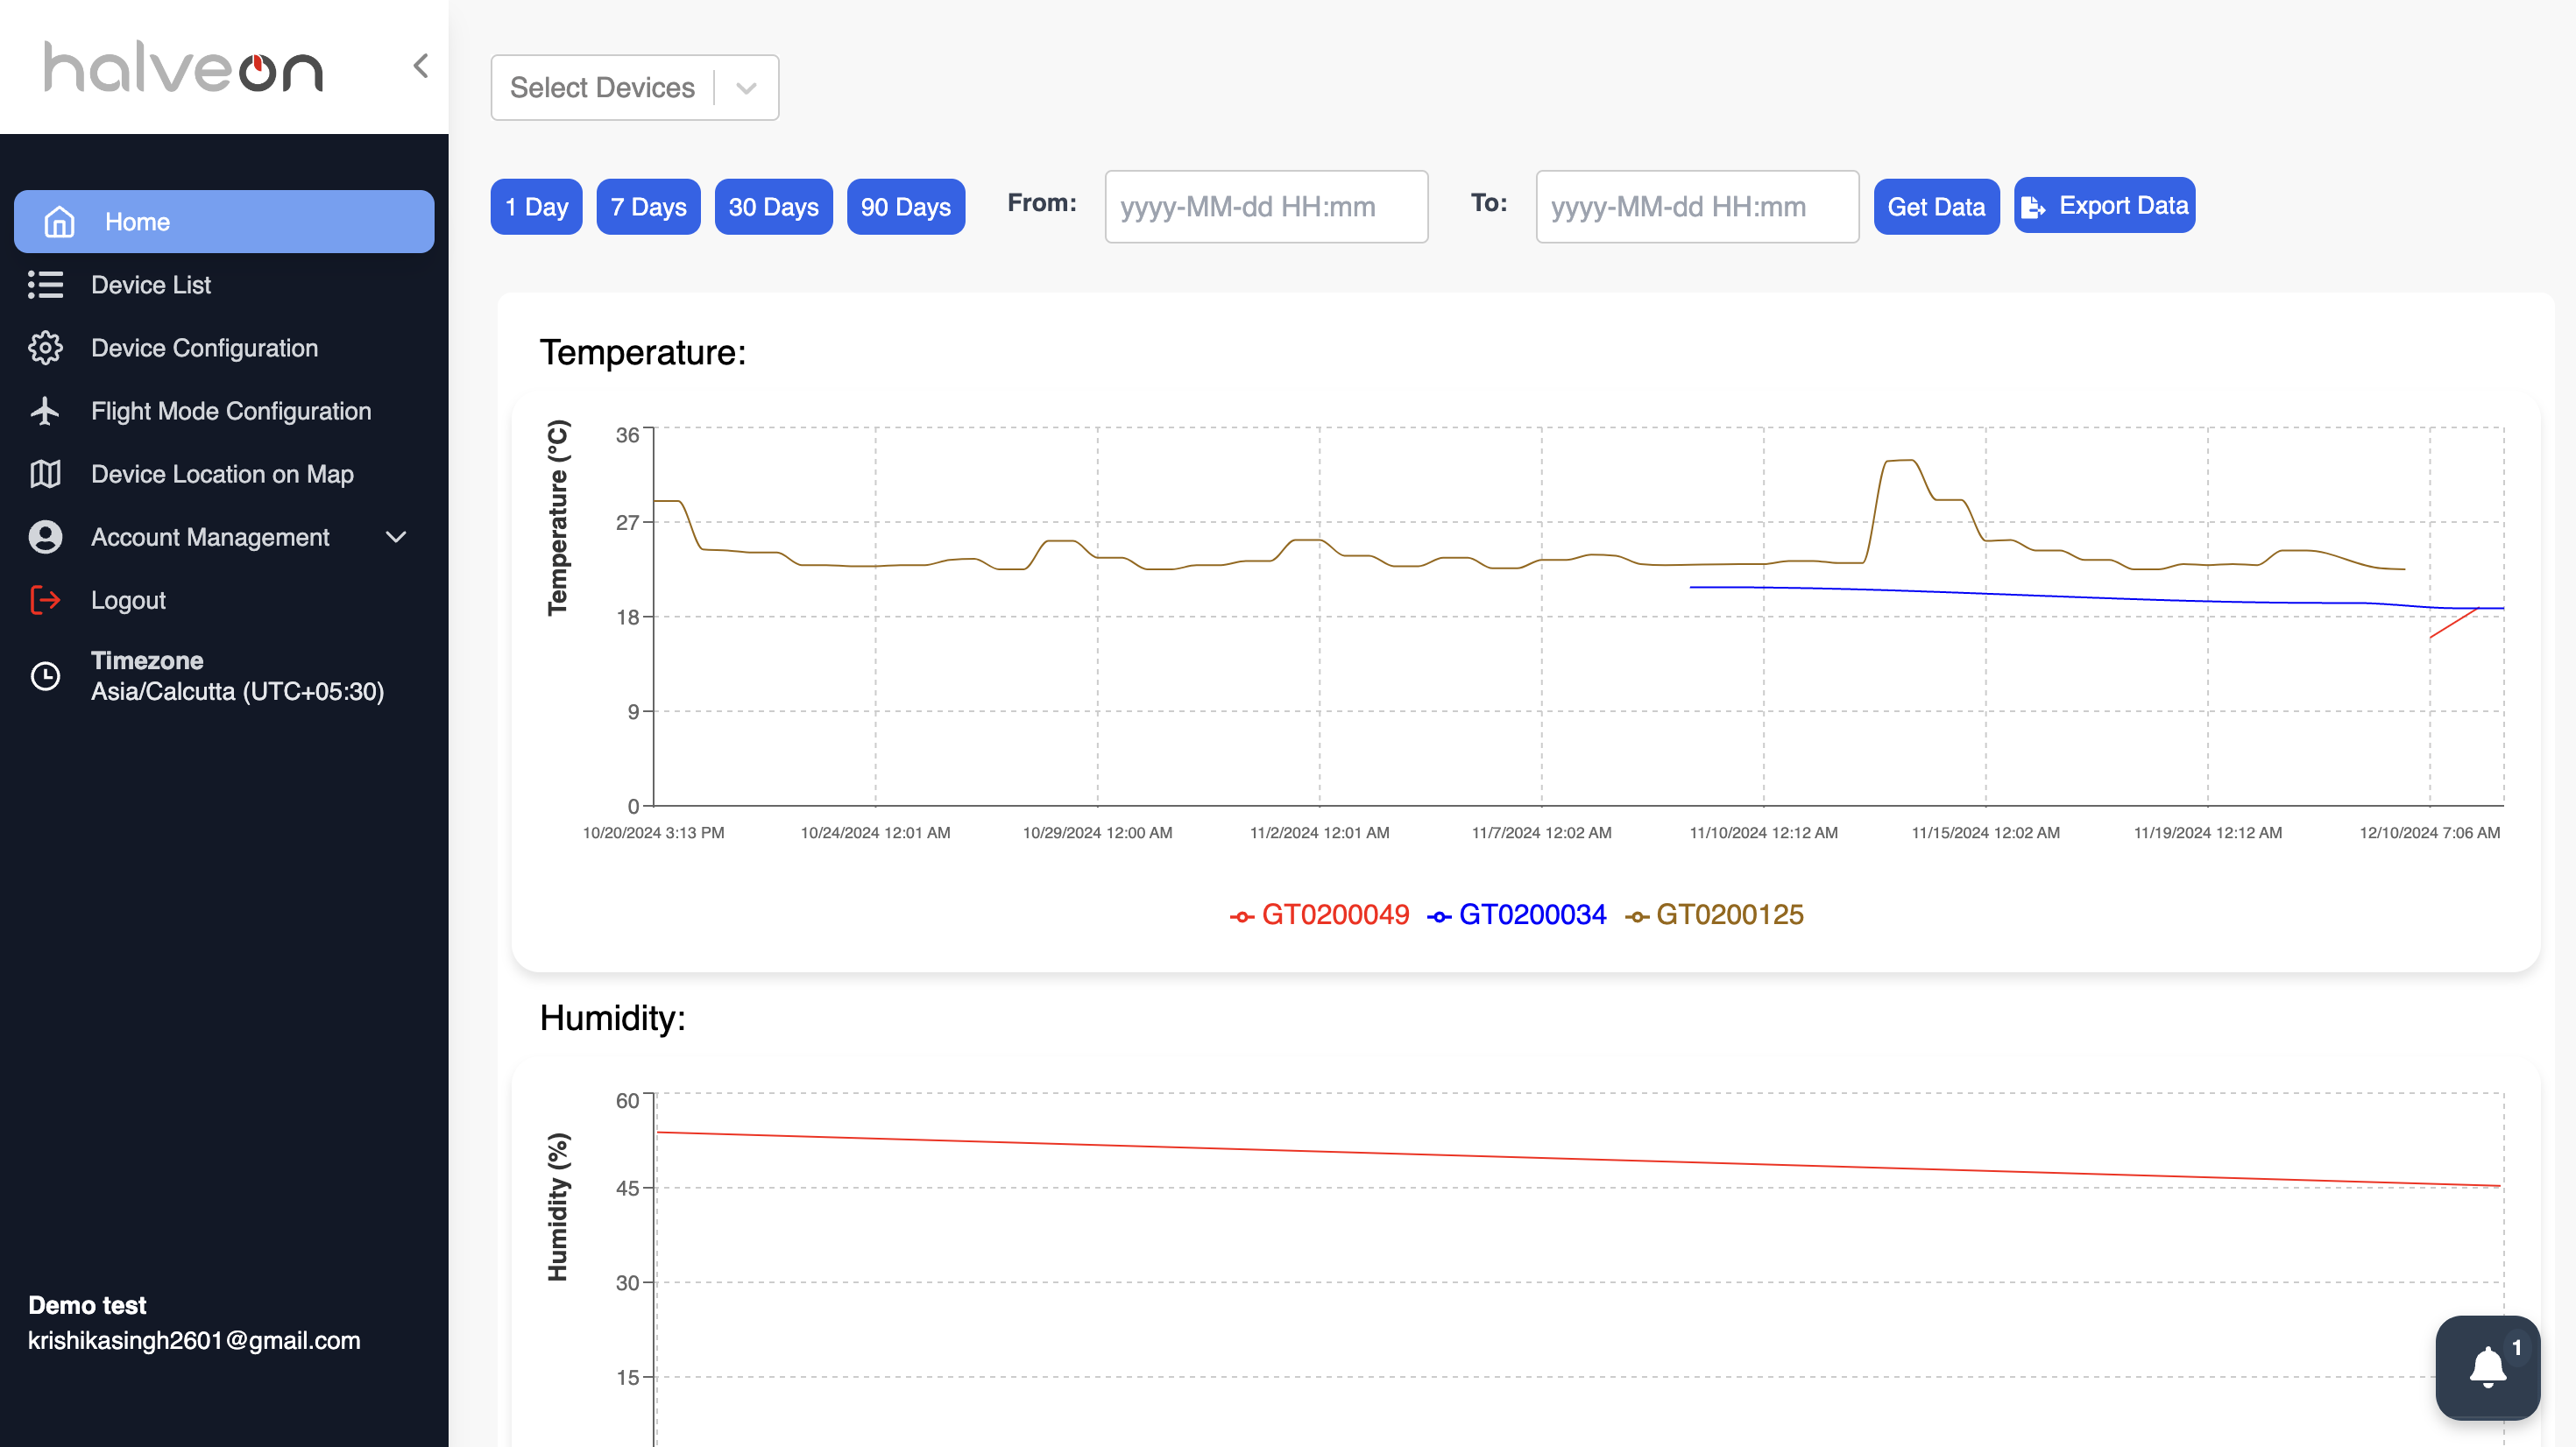 halveon
Home
Device List
Device Configuration
Flight Mode Configuration
Device Location on Map
Account Management
Logout
Timezone
Asia/Calcutta (UTC+05:30)
Demo test
krishikasingh2601@gmail.com
Select Devices
1 Day 7 Days 30 Days 90 Days From: yyyy-MM-dd HH:mm To: yyyy-MM-dd HH:mm Get Data Export Data
Temperature:
Temperature (°C)
36
27
18
9
0
10/20/2024 3:13 PM 10/24/2024 12:01 AM 10/29/2024 12:00 AM 11/2/2024 12:01 AM 11/7/2024 12:02 AM 11/10/2024 12:12 AM 11/15/2024 12:02 AM 11/19/2024 12:12 AM 12/10/2024 7:06 AM
GT0200049 GT0200034 GT0200125
Humidity:
Humidity (%)
60
45
30
15
1